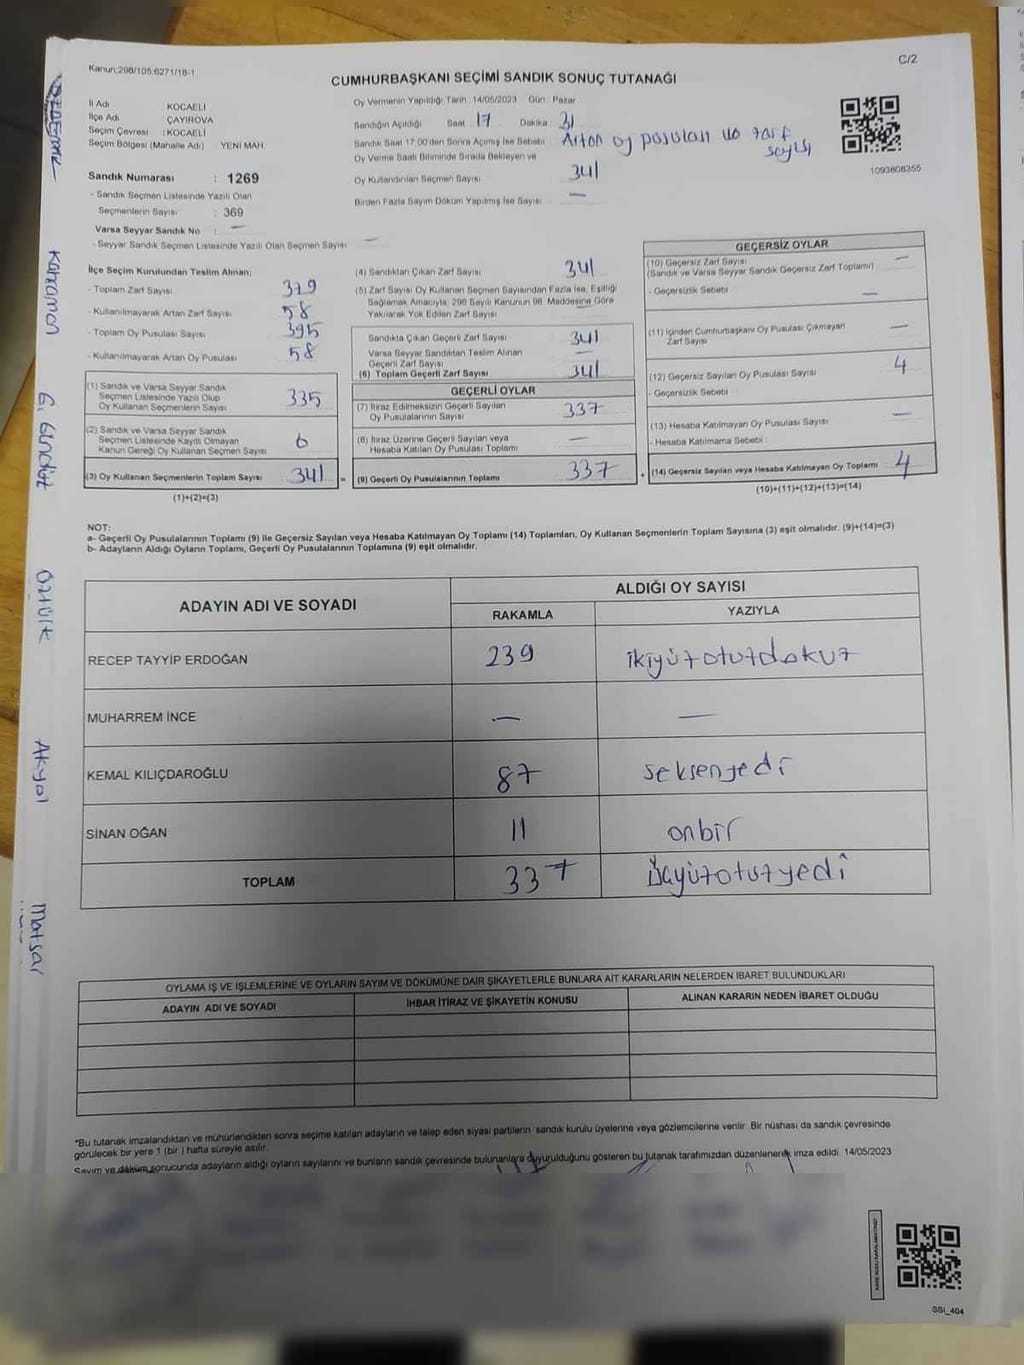 Kanun;298/105;6271/18-1
C/2
CUMHURBAŞKANI SEÇİMİ SANDIK SONUÇ TUTANAĞI
İl Adı : KOCAELİ
İlçe Adı : ÇAYIROVA
Seçim Çevresi : KOCAELİ
Seçim Bölgesi (Mahalle Adı) YENİ MAH.
Sandık Numarası : 1269
- Sandık Seçmen Listesinde Yazılı Olan
Seçmenlerin Sayısı : 369
Varsa Seyyar Sandık No : —
- Seyyar Sandık Seçmen Listesinde Yazılı Olan Seçmen Sayısı : —
Oy Vermenin Yapıldığı Tarih: 14/05/2023 Gün : Pazar
Sandığın Açıldığı Saat 17 Dakika 31
Sandık Saat 17:00'den Sonra Açılmış İse Sebebi : Artan oy pusulası ve zarf sayısı
Oy Verme Saati Bitiminde Sırada Bekleyen ve
Oy Kullandırılan Seçmen Sayısı 341
Birden Fazla Sayım Döküm Yapılmış İse Sayısı —
1093808355
İlçe Seçim Kurulundan Teslim Alınan;
- Toplam Zarf Sayısı 379
- Kullanılmayarak Artan Zarf Sayısı 58
- Toplam Oy Pusulası Sayısı 395
- Kullanılmayarak Artan Oy Pusulası 58
(1) Sandık ve Varsa Seyyar Sandık
Seçmen Listesinde Yazılı Olup
Oy Kullanan Seçmenlerin Sayısı 335
(2) Sandık ve Varsa Seyyar Sandık
Seçmen Listesinde Kayıtlı Olmayan
Kanun Gereği Oy Kullanan Seçmen Sayısı 6
(3) Oy Kullanan Seçmenlerin Toplam Sayısı 341 =
(1)+(2)=(3)
(4) Sandıktan Çıkan Zarf Sayısı 341
(5) Zarf Sayısı Oy Kullanan Seçmen Sayısından Fazla İse, Eşitliği
Sağlamak Amacıyla; 298 Sayılı Kanunun 98. Maddesine Göre
Yakılarak Yok Edilen Zarf Sayısı
Sandıkta Çıkan Geçerli Zarf Sayısı 341
Varsa Seyyar Sandıktan Teslim Alınan
Geçerli Zarf Sayısı —
(6) Toplam Geçerli Zarf Sayısı 341
GEÇERLİ OYLAR
(7) İtiraz Edilmeksizin Geçerli Sayılan
Oy Pusulalarının Sayısı 337
(8) İtiraz Üzerine Geçerli Sayılan veya
Hesaba Katılan Oy Pusulası Toplamı —
(9) Geçerli Oy Pusulalarının Toplamı 337 +
GEÇERSİZ OYLAR
(10) Geçersiz Zarf Sayısı —
(Sandık ve Varsa Seyyar Sandık Geçersiz Zarf Toplamı)
- Geçersizlik Sebebi : —
(11) İçinden Cumhurbaşkanı Oy Pusulası Çıkmayan
Zarf Sayısı —
(12) Geçersiz Sayılan Oy Pusulası Sayısı 4
- Geçersizlik Sebebi
(13) Hesaba Katılmayan Oy Pusulası Sayısı —
- Hesaba Katılmama Sebebi :
(14) Geçersiz Sayılan veya Hesaba Katılmayan Oy Toplamı 4
(10)+(11)+(12)+(13)=(14)
NOT:
a- Geçerli Oy Pusulalarının Toplamı (9) ile Geçersiz Sayılan veya Hesaba Katılmayan Oy Toplamı (14) Toplamları, Oy Kullanan Seçmenlerin Toplam Sayısına (3) eşit olmalıdır. (9)+(14)=(3)
b- Adayların Aldığı Oyların Toplamı, Geçerli Oy Pusulalarının Toplamına (9) eşit olmalıdır.
ADAYIN ADI VE SOYADI
ALDIĞI OY SAYISI
RAKAMLA YAZIYLA
RECEP TAYYİP ERDOĞAN 239 ikiyüzotuzdokuz
MUHARREM İNCE — —
KEMAL KILIÇDAROĞLU 87 seksenyedi
SİNAN OĞAN 11 onbir
TOPLAM 337 üçyüzotuzyedi
OYLAMA İŞ VE İŞLEMLERİNE VE OYLARIN SAYIM VE DÖKÜMÜNE DAİR ŞİKAYETLERLE BUNLARA AİT KARARLARIN NELERDEN İBARET BULUNDUKLARI
ADAYIN ADI VE SOYADI İHBAR İTİRAZ VE ŞİKAYETİN KONUSU ALINAN KARARIN NEDEN İBARET OLDUĞU
*Bu tutanak imzalandıktan ve mühürlendikten sonra seçime katılan adayların ve talep eden siyasi partilerin sandık kurulu üyelerine veya gözlemcilerine verilir. Bir nüshası da sandık çevresinde
görülecek bir yere 1 (bir) hafta süreyle asılır.
Sayım ve döküm sonucunda adayların aldığı oyların sayılarını ve bunların sandık çevresinde bulunanlara duyurulduğunu gösteren bu tutanak tarafımızdan düzenlenerek imza edildi. 14/05/2023
SSI_404
Karaman
Öztürk
Akyol